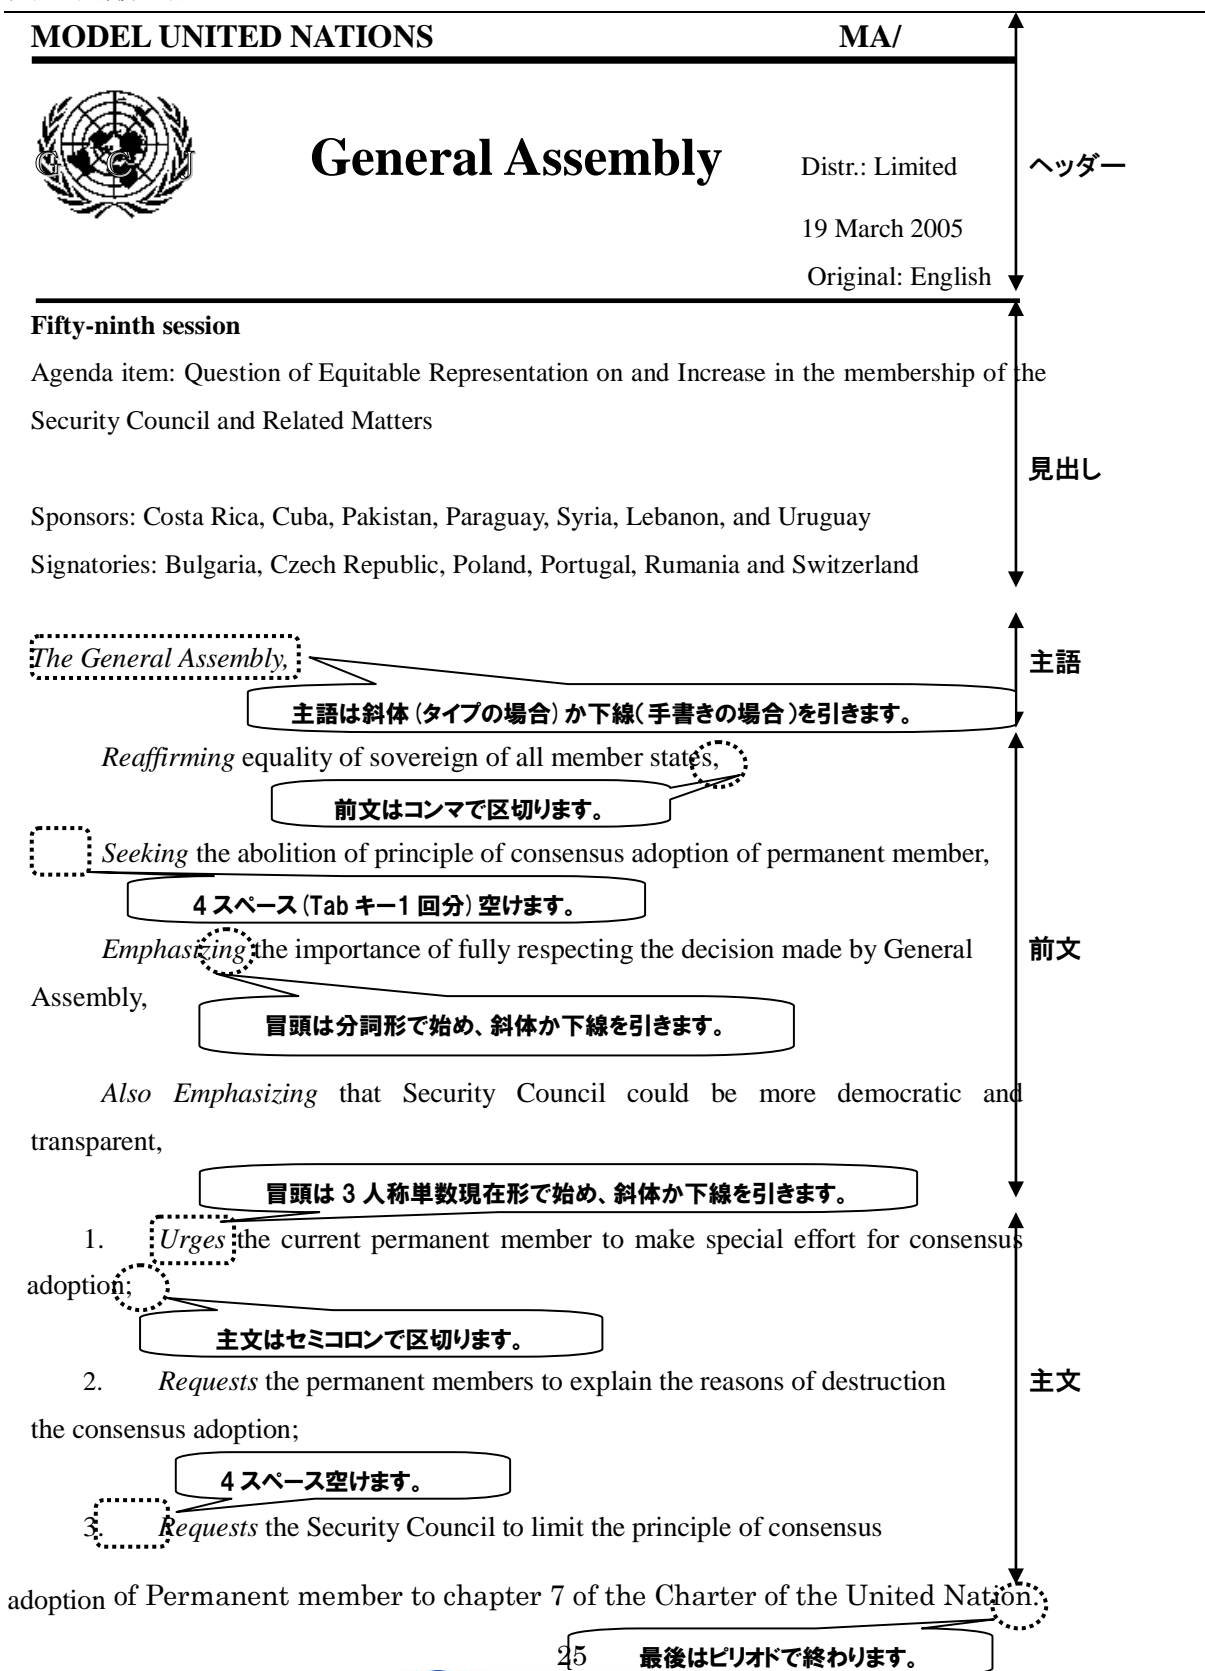 MODEL UNITED NATIONS MA/
G C J
General Assembly Distr.: Limited ヘッダー
19 March 2005
Original: English
Fifty-ninth session
Agenda item: Question of Equitable Representation on and Increase in the membership of the
Security Council and Related Matters
見出し
Sponsors: Costa Rica, Cuba, Pakistan, Paraguay, Syria, Lebanon, and Uruguay
Signatories: Bulgaria, Czech Republic, Poland, Portugal, Rumania and Switzerland
The General Assembly, 主語
主語は斜体(タイプの場合)か下線(手書きの場合)を引きます。
Reaffirming equality of sovereign of all member states,
前文はコンマで区切ります。
Seeking the abolition of principle of consensus adoption of permanent member,
4 スペース(Tab キー1 回分)空けます。
Emphasizing the importance of fully respecting the decision made by General 前文
Assembly,
冒頭は分詞形で始め、斜体か下線を引きます。
Also Emphasizing that Security Council could be more democratic and
transparent,
冒頭は 3 人称単数現在形で始め、斜体か下線を引きます。
1. Urges the current permanent member to make special effort for consensus
adoption;
主文はセミコロンで区切ります。
2. Requests the permanent members to explain the reasons of destruction 主文
the consensus adoption;
4 スペース空けます。
3. Requests the Security Council to limit the principle of consensus
adoption of Permanent member to chapter 7 of the Charter of the United Nation.
25 最後はピリオドで終わります。